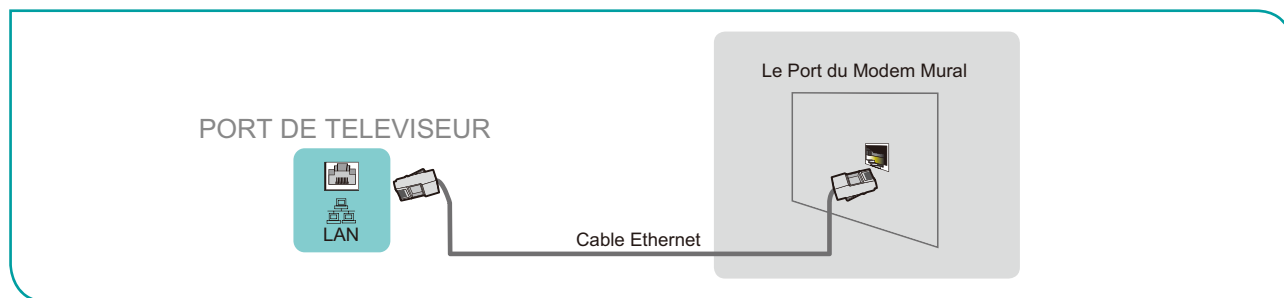 Le Port du Modem Mural
PORT DE TELEVISEUR
LAN
Cable Ethernet